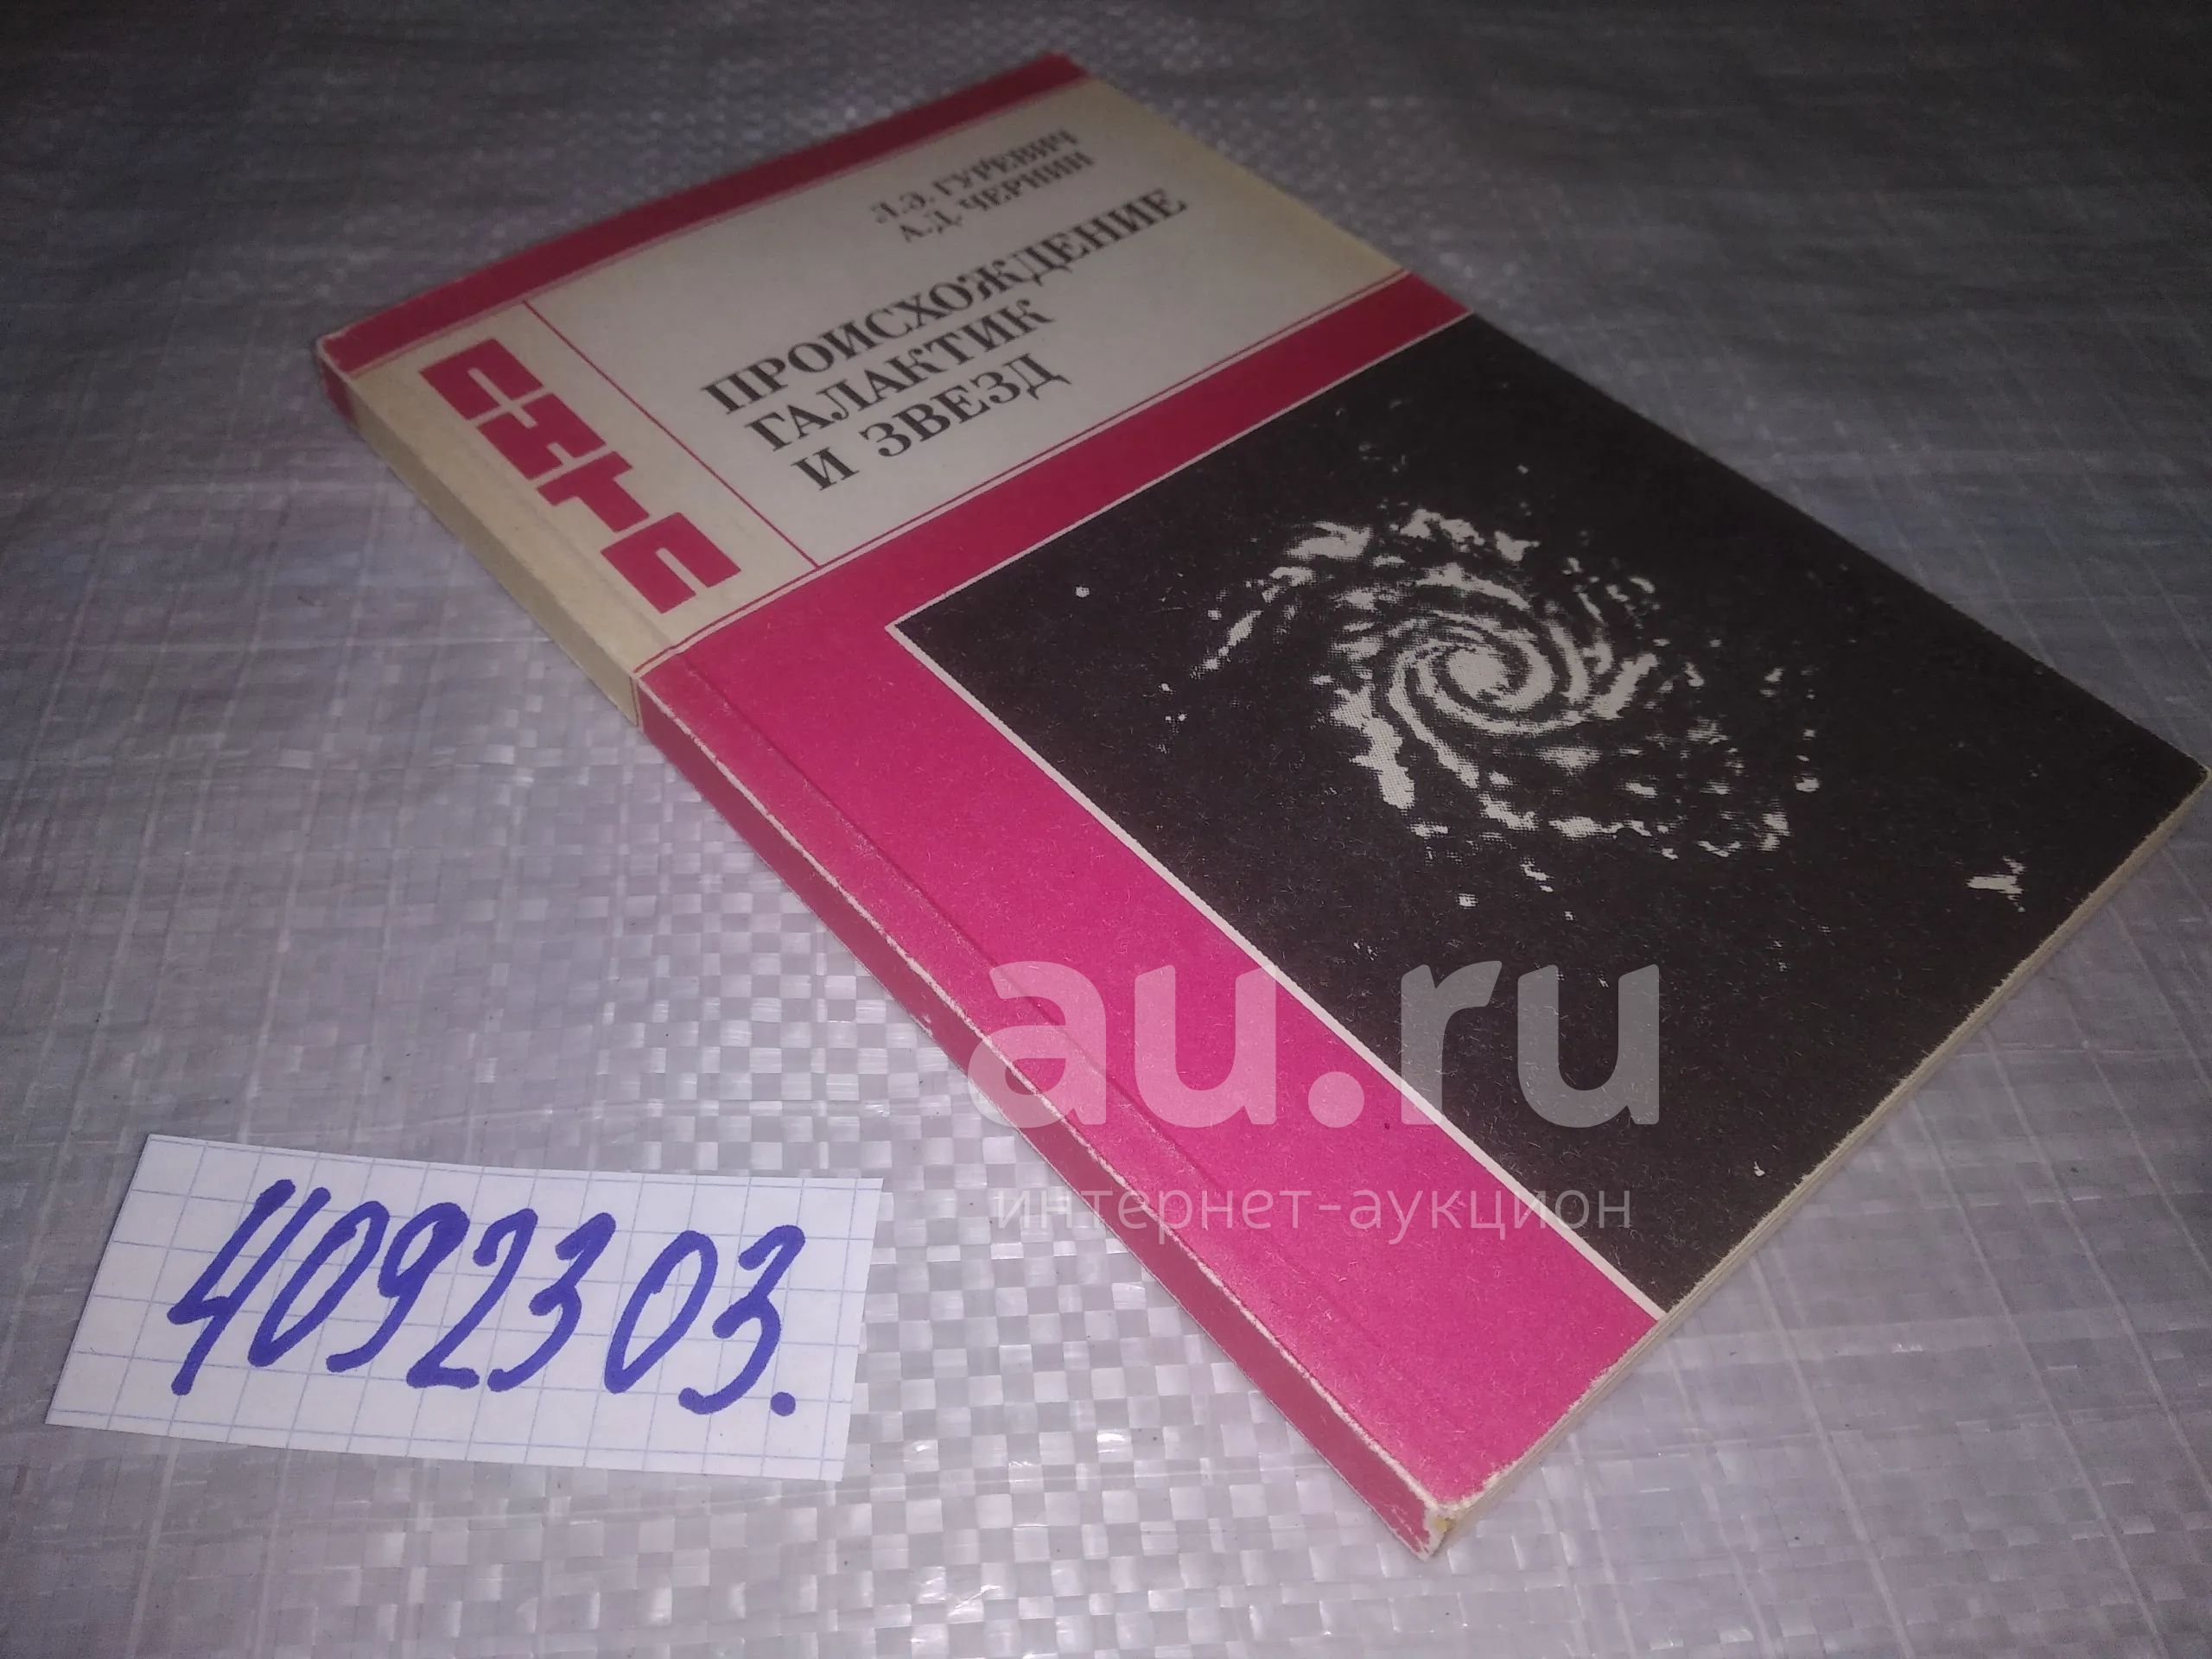 Л.Э. ГУРЕВИЧ
А.Д. ЧЕРНИН
ПРОИСХОЖДЕНИЕ
ГАЛАКТИК
И ЗВЕЗД
ПНТП
au.ru
интернет-аукцион
4092303.